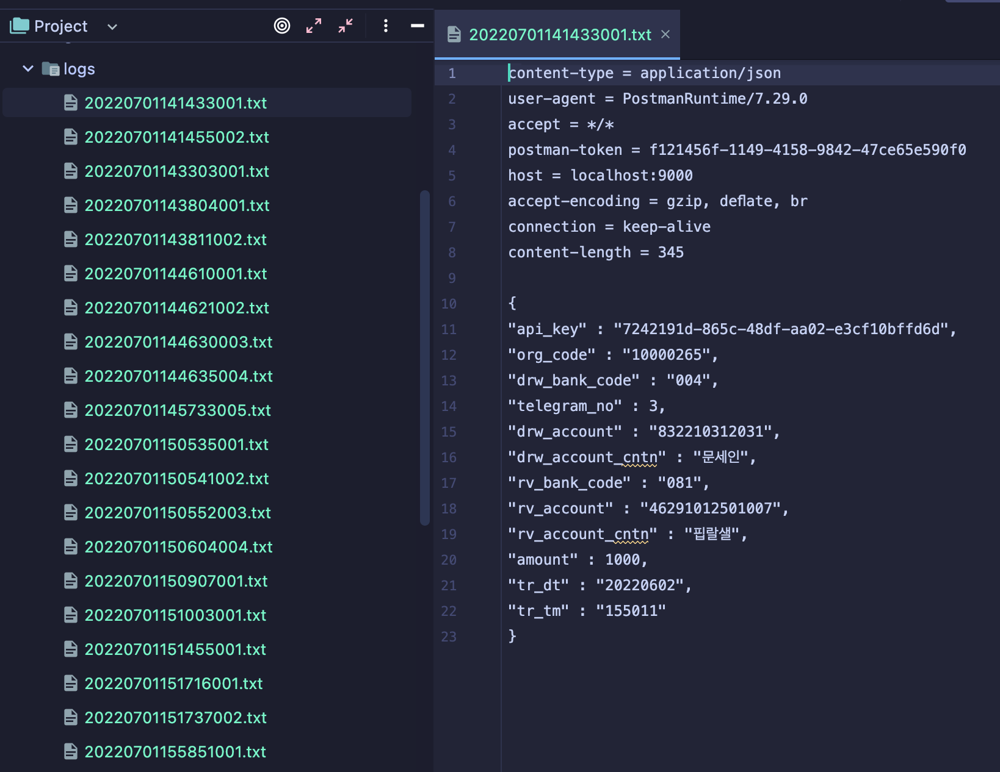 Project
logs
20220701141433001.txt
20220701141455002.txt
20220701143303001.txt
20220701143804001.txt
20220701143811002.txt
20220701144610001.txt
20220701144621002.txt
20220701144630003.txt
20220701144635004.txt
20220701145733005.txt
20220701150535001.txt
20220701150541002.txt
20220701150552003.txt
20220701150604004.txt
20220701150907001.txt
20220701151003001.txt
20220701151455001.txt
20220701151716001.txt
20220701151737002.txt
20220701155851001.txt
20220701141433001.txt
1 content-type = application/json
2 user-agent = PostmanRuntime/7.29.0
3 accept = */*
4 postman-token = f121456f-1149-4158-9842-47ce65e590f0
5 host = localhost:9000
6 accept-encoding = gzip, deflate, br
7 connection = keep-alive
8 content-length = 345
9
10 {
11 "api_key" : "7242191d-865c-48df-aa02-e3cf10bffd6d",
12 "org_code" : "10000265",
13 "drw_bank_code" : "004",
14 "telegram_no" : 3,
15 "drw_account" : "832210312031",
16 "drw_account_cntn" : "문세인",
17 "rv_bank_code" : "081",
18 "rv_account" : "46291012501007",
19 "rv_account_cntn" : "핍랄샐",
20 "amount" : 1000,
21 "tr_dt" : "20220602",
22 "tr_tm" : "155011"
23 }